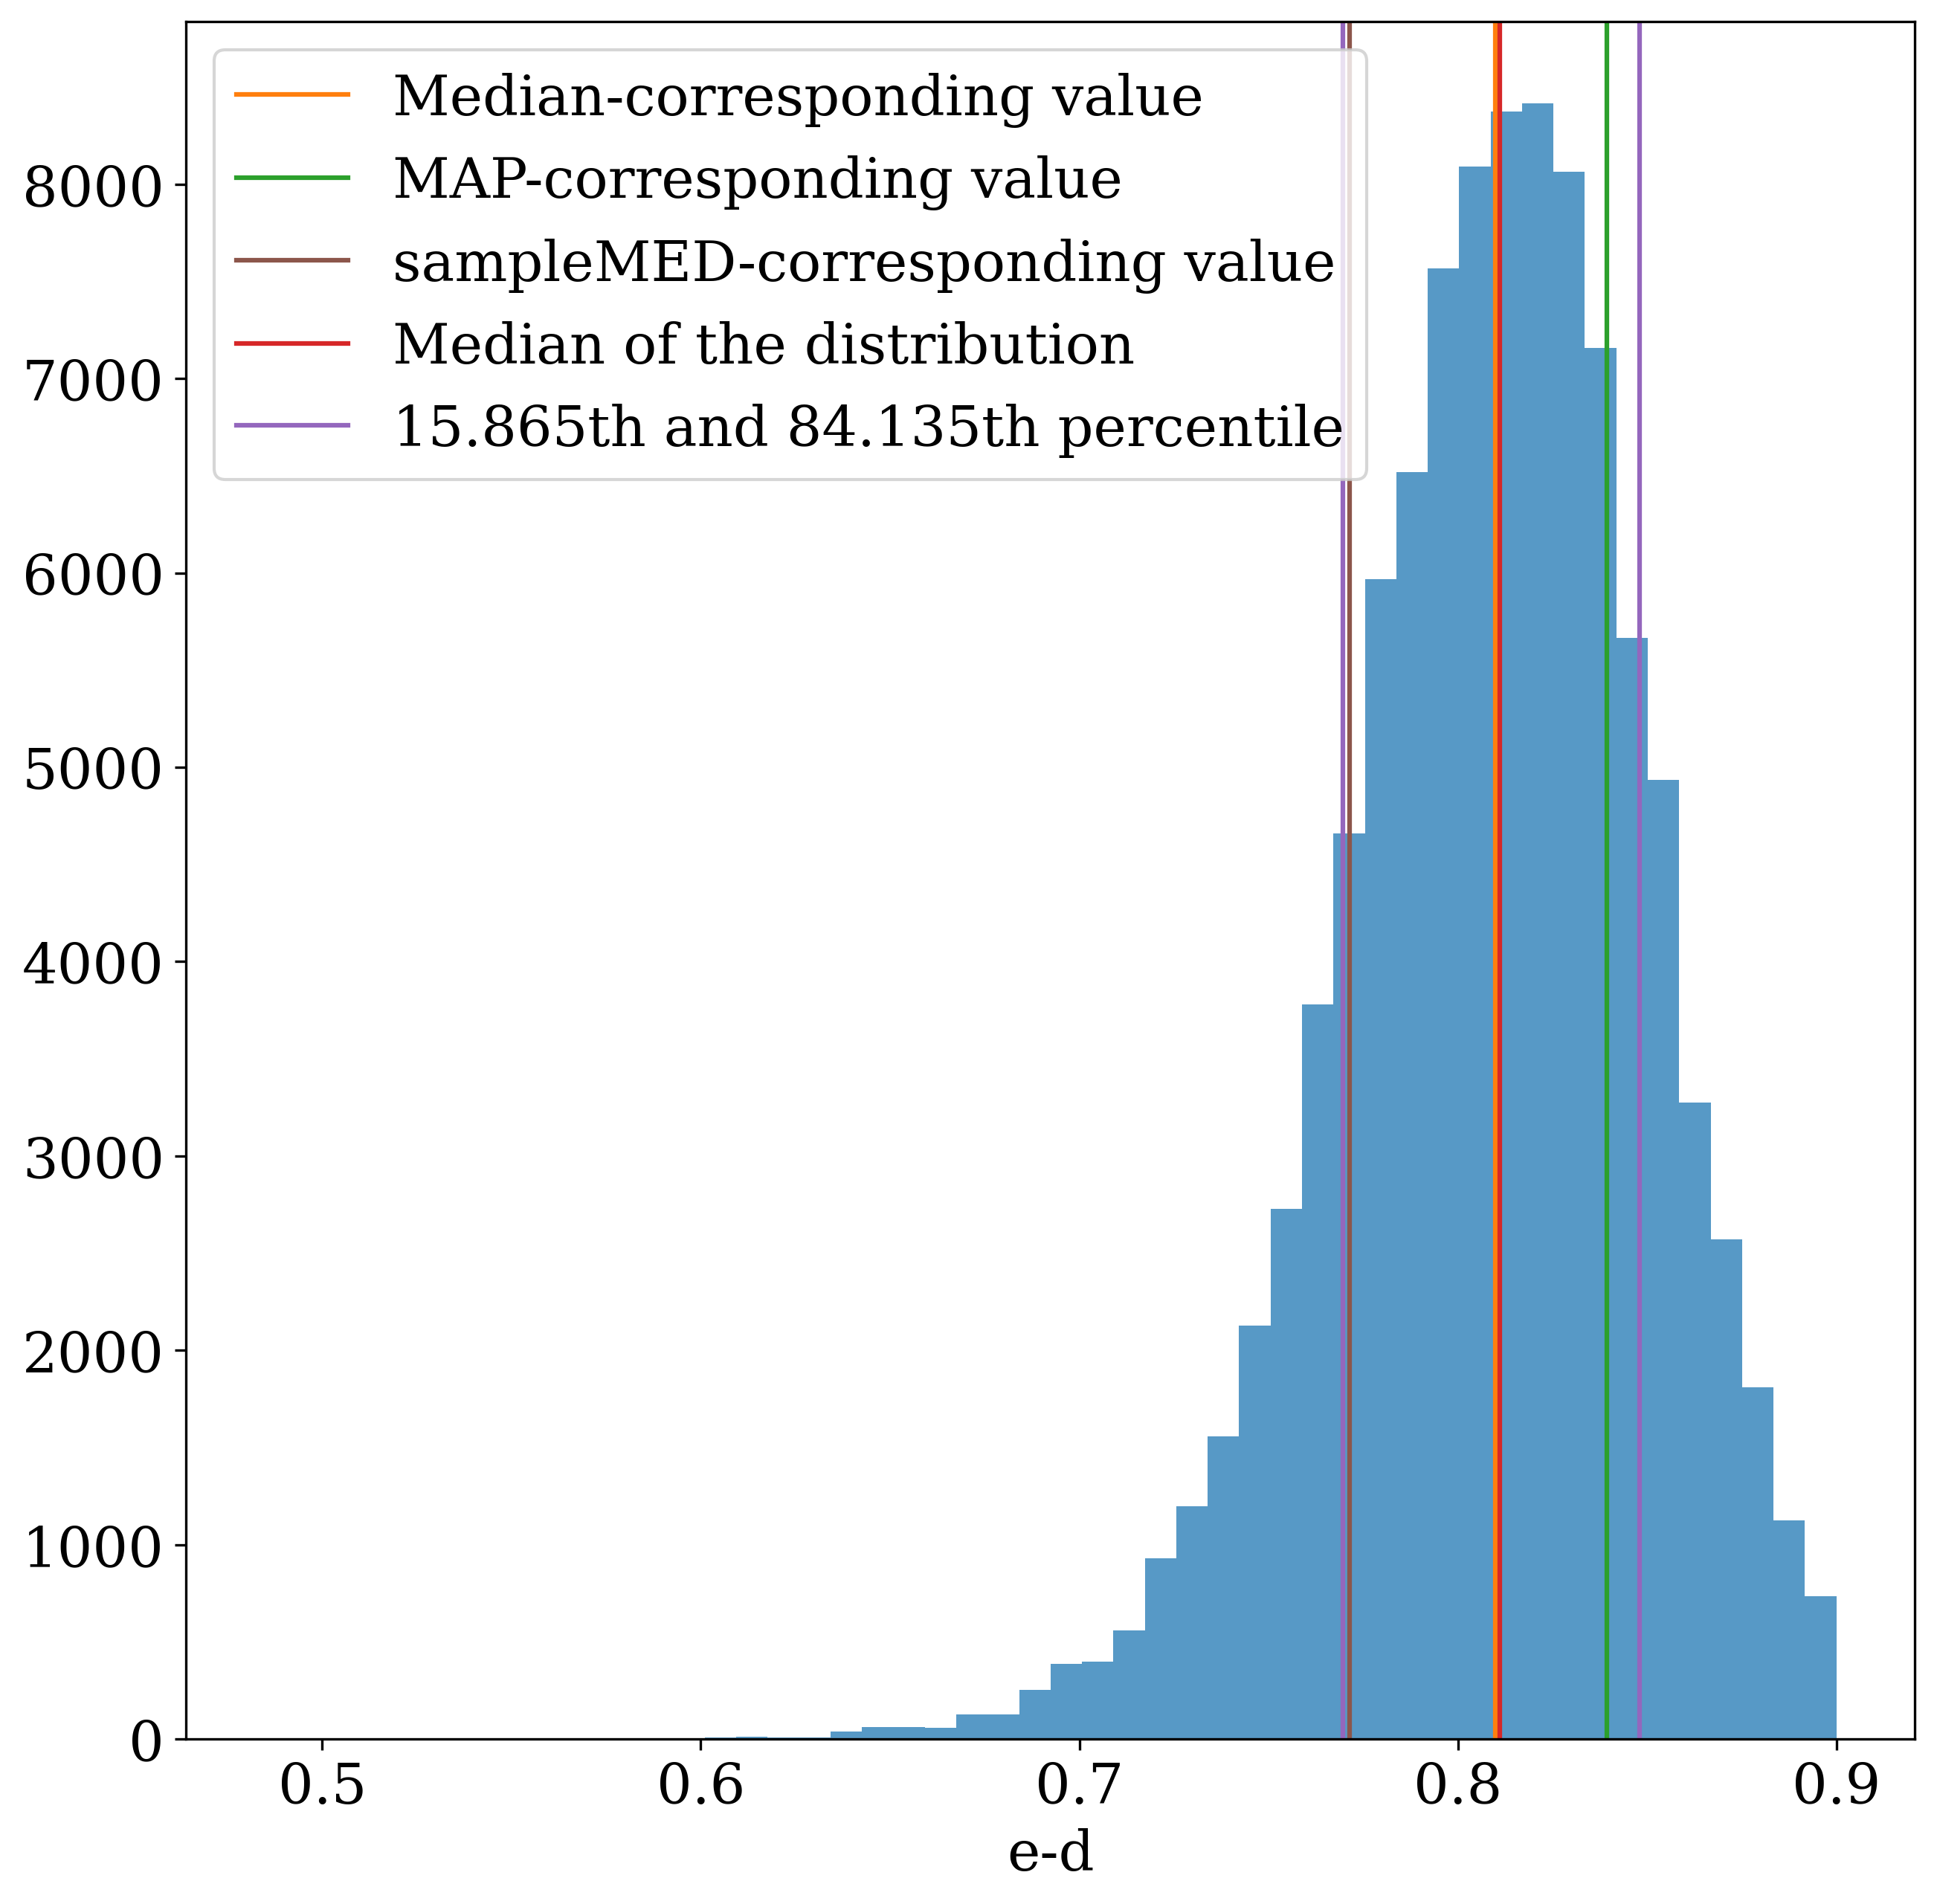 Median-corresponding value
MAP-corresponding value
sampleMED-corresponding value
Median of the distribution
15.865th and 84.135th percentile
8000
7000
6000
5000
4000
3000
2000
1000
0
0.5 0.6 0.7 0.8 0.9
e-d